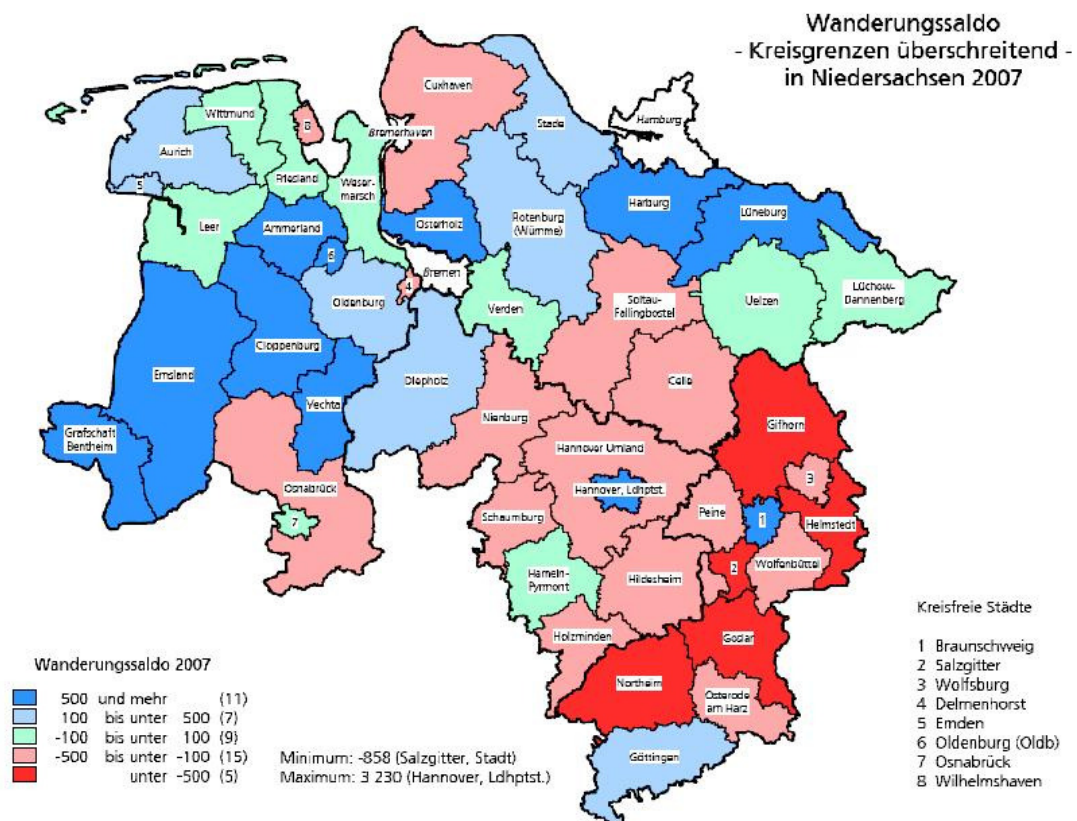 Wanderungssaldo
- Kreisgrenzen überschreitend -
in Niedersachsen 2007
Cuxhaven
Wittmund
8
Bremerhaven
Stade
Hamburg
Aurich
5
Friesland
Weser-
marsch
Leer
Ammerland
Osterholz
Rotenburg
(Wümme)
Harburg
Lüneburg
6
Bremen
4
Oldenburg
Verden
Soltau-
Fallingbostel
Uelzen
Lüchow-
Dannenberg
Cloppenburg
Emsland
Diepholz
Celle
Vechta
Nienburg
Gifhorn
Grafschaft
Bentheim
Hannover Umland
3
Osnabrück
Hannover, Ldhptst.
7
Schaumburg
Peine
1
Helmstedt
2
Wolfenbüttel
Hameln-
Pyrmont
Hildesheim
Holzminden
Goslar
Northeim
Osterode
am Harz
Göttingen
Wanderungssaldo 2007
500 und mehr (11)
100 bis unter 500 (7)
-100 bis unter 100 (9)
-500 bis unter -100 (15)
unter -500 (5)
Minimum: -858 (Salzgitter, Stadt)
Maximum: 3 230 (Hannover, Ldhptst.)
Kreisfreie Städte
1 Braunschweig
2 Salzgitter
3 Wolfsburg
4 Delmenhorst
5 Emden
6 Oldenburg (Oldb)
7 Osnabrück
8 Wilhelmshaven